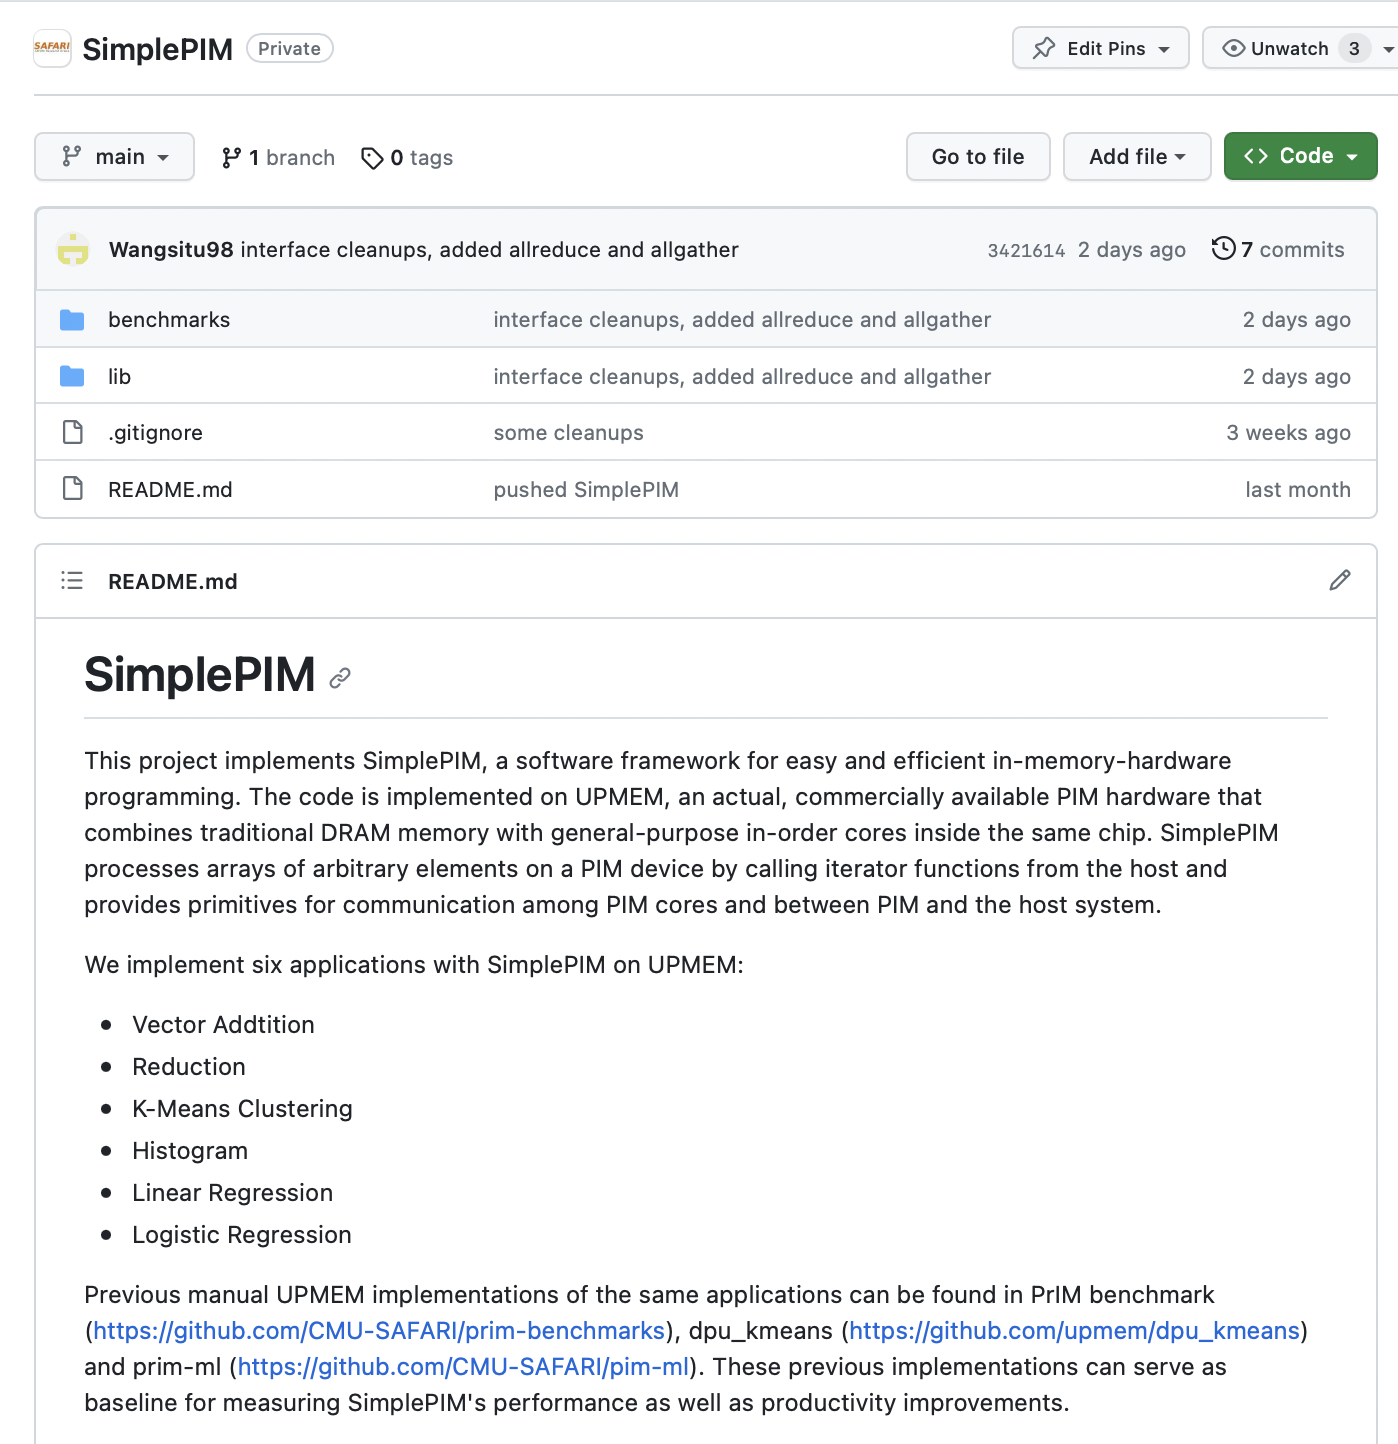 SAFARI
SimplePIM Private Edit Pins Unwatch 3
main 1 branch 0 tags Go to file Add file Code
Wangsitu98 interface cleanups, added allreduce and allgather 3421614 2 days ago 7 commits
benchmarks interface cleanups, added allreduce and allgather 2 days ago
lib interface cleanups, added allreduce and allgather 2 days ago
.gitignore some cleanups 3 weeks ago
README.md pushed SimplePIM last month
README.md
SimplePIM
This project implements SimplePIM, a software framework for easy and efficient in-memory-hardware
programming. The code is implemented on UPMEM, an actual, commercially available PIM hardware that
combines traditional DRAM memory with general-purpose in-order cores inside the same chip. SimplePIM
processes arrays of arbitrary elements on a PIM device by calling iterator functions from the host and
provides primitives for communication among PIM cores and between PIM and the host system.
We implement six applications with SimplePIM on UPMEM:
• Vector Addtition
• Reduction
• K-Means Clustering
• Histogram
• Linear Regression
• Logistic Regression
Previous manual UPMEM implementations of the same applications can be found in PrIM benchmark
(https://github.com/CMU-SAFARI/prim-benchmarks), dpu_kmeans (https://github.com/upmem/dpu_kmeans)
and prim-ml (https://github.com/CMU-SAFARI/pim-ml). These previous implementations can serve as
baseline for measuring SimplePIM's performance as well as productivity improvements.